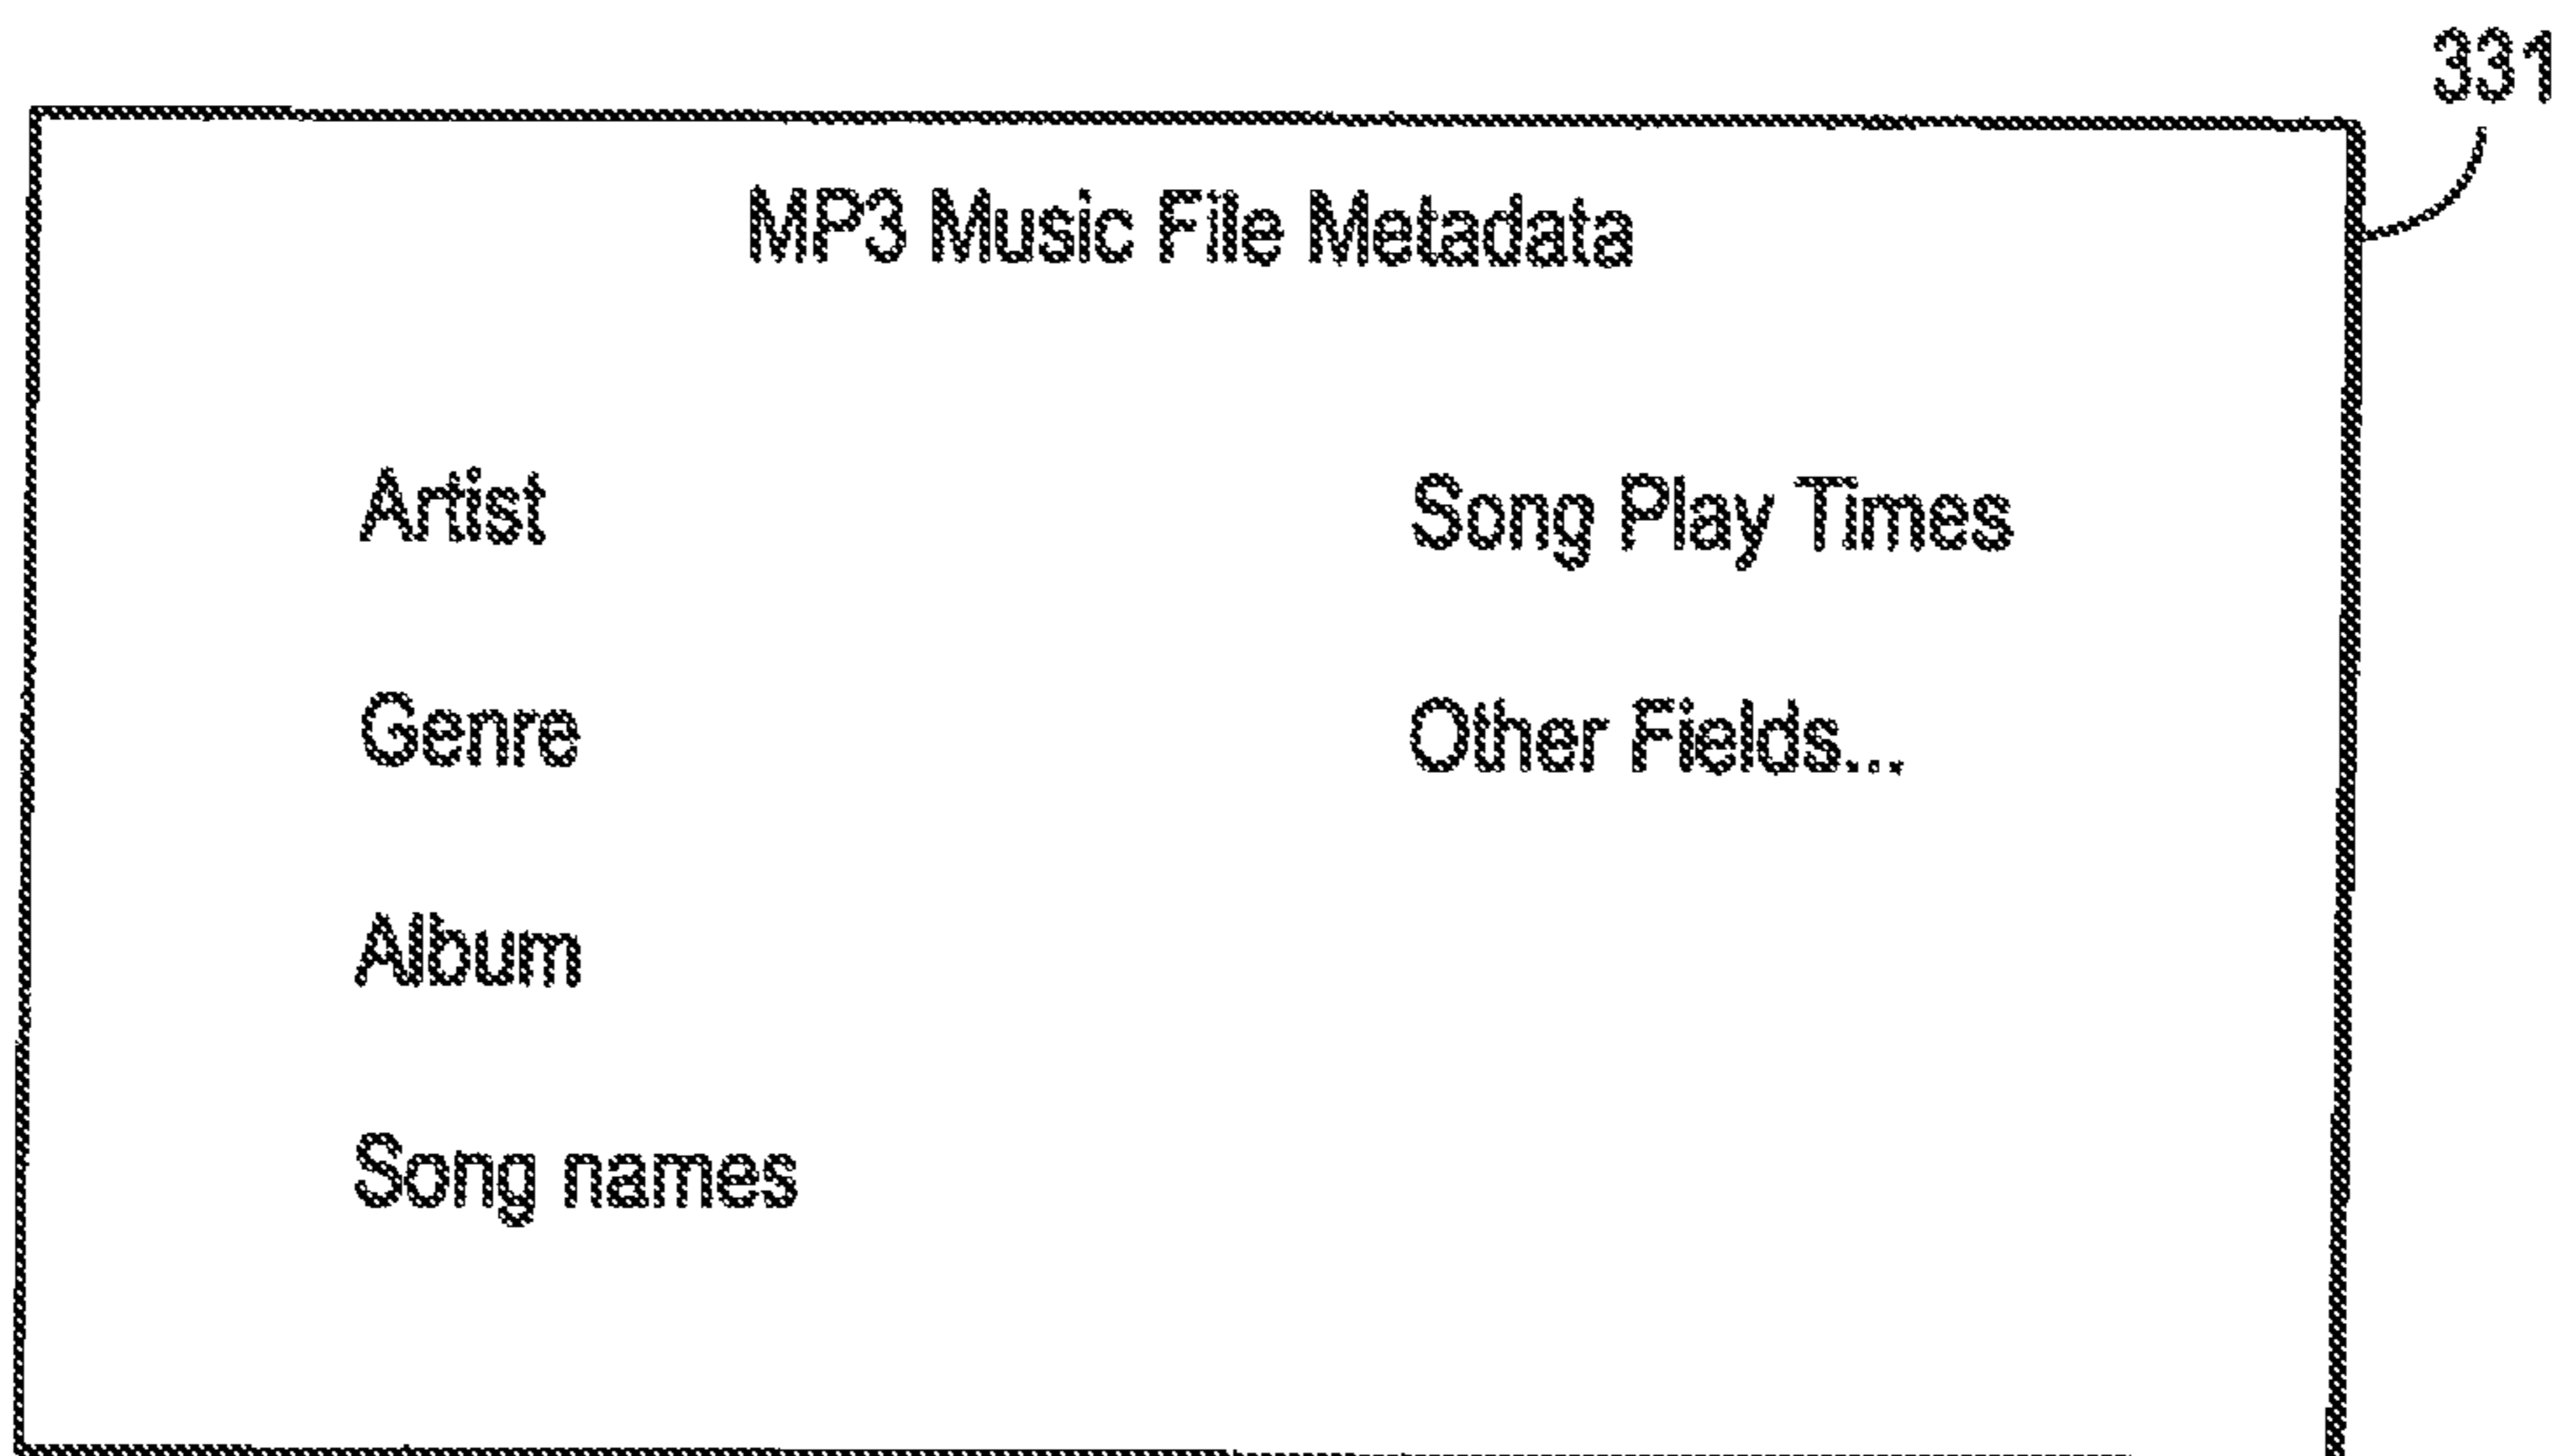 331
MP3 Music File Metadata
Artist
Genre
Album
Song names
Song Play Times
Other Fields...